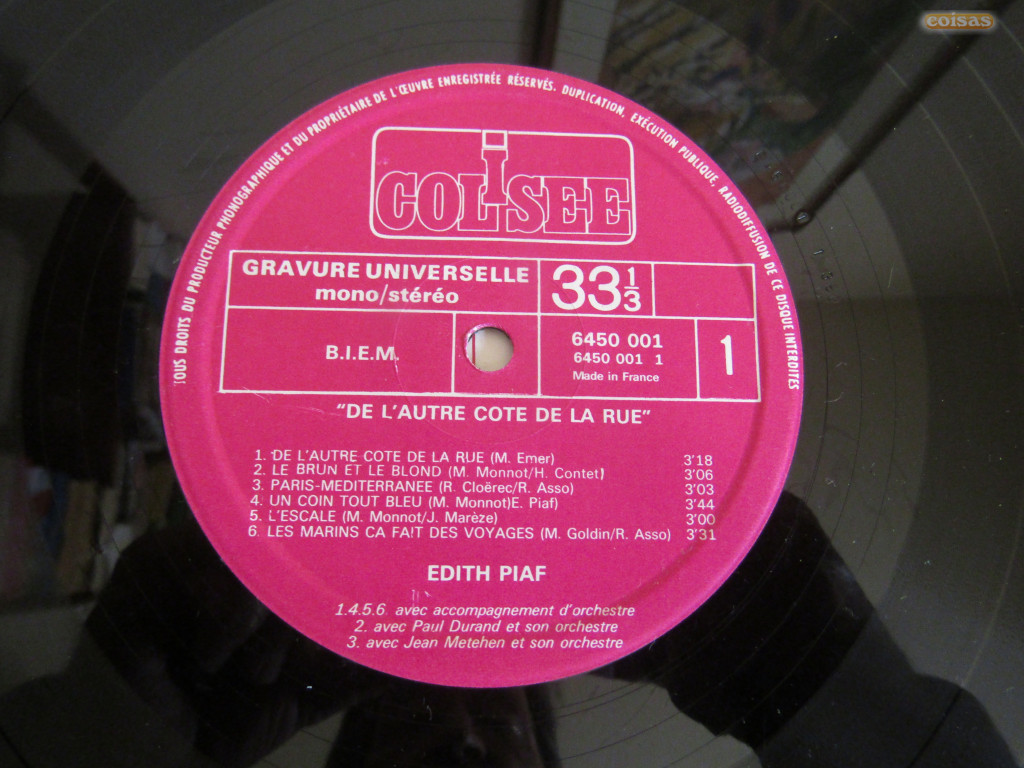 coisas
TOUS DROITS DU PRODUCTEUR PHONOGRAPHIQUE ET DU PROPRIÉTAIRE DE L'ŒUVRE ENREGISTRÉE RÉSERVÉS. DUPLICATION, EXÉCUTION PUBLIQUE, RADIODIFFUSION DE CE DISQUE INTERDITES
COLISEE
GRAVURE UNIVERSELLE
mono/stéréo
33 1/3
B.I.E.M.
6450 001
6450 001 1
Made in France
1
"DE L'AUTRE COTE DE LA RUE"
1. DE L'AUTRE COTE DE LA RUE (M. Emer) 3'18
2. LE BRUN ET LE BLOND (M. Monnot/H. Contet) 3'06
3. PARIS-MEDITERRANEE (R. Cloërec/R. Asso) 3'03
4. UN COIN TOUT BLEU (M. Monnot)E. Piaf) 3'44
5. L'ESCALE (M. Monnot/J. Marèze) 3'00
6. LES MARINS CA FAIT DES VOYAGES (M. Goldin/R. Asso) 3'31
EDITH PIAF
1.4.5.6. avec accompagnement d'orchestre
2. avec Paul Durand et son orchestre
3. avec Jean Metehen et son orchestre